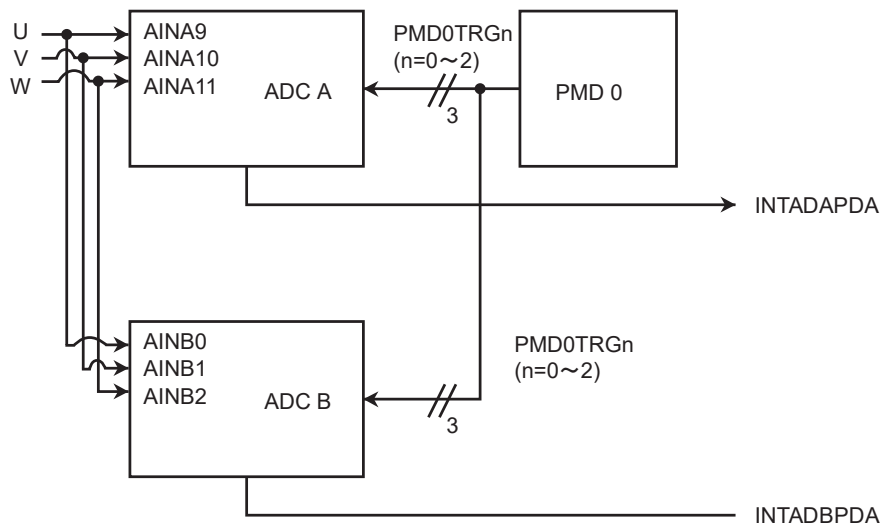 U
V
W
AINA9
AINA10
AINA11
ADC A
PMD0TRGn
(n=0～2)
3
PMD 0
INTADAPDA
AINB0
AINB1
AINB2
ADC B
PMD0TRGn
(n=0～2)
3
INTADBPDA